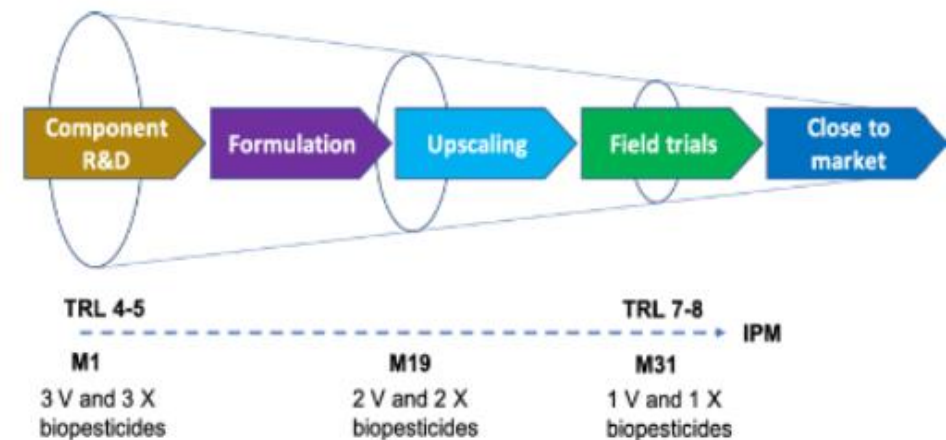 Component
R&D
Formulation
Upscaling
Field trials
Close to
market
TRL 4-5
TRL 7-8
IPM
M1
M19
M31
3 V and 3 X
biopesticides
2 V and 2 X
biopesticides
1 V and 1 X
biopesticides